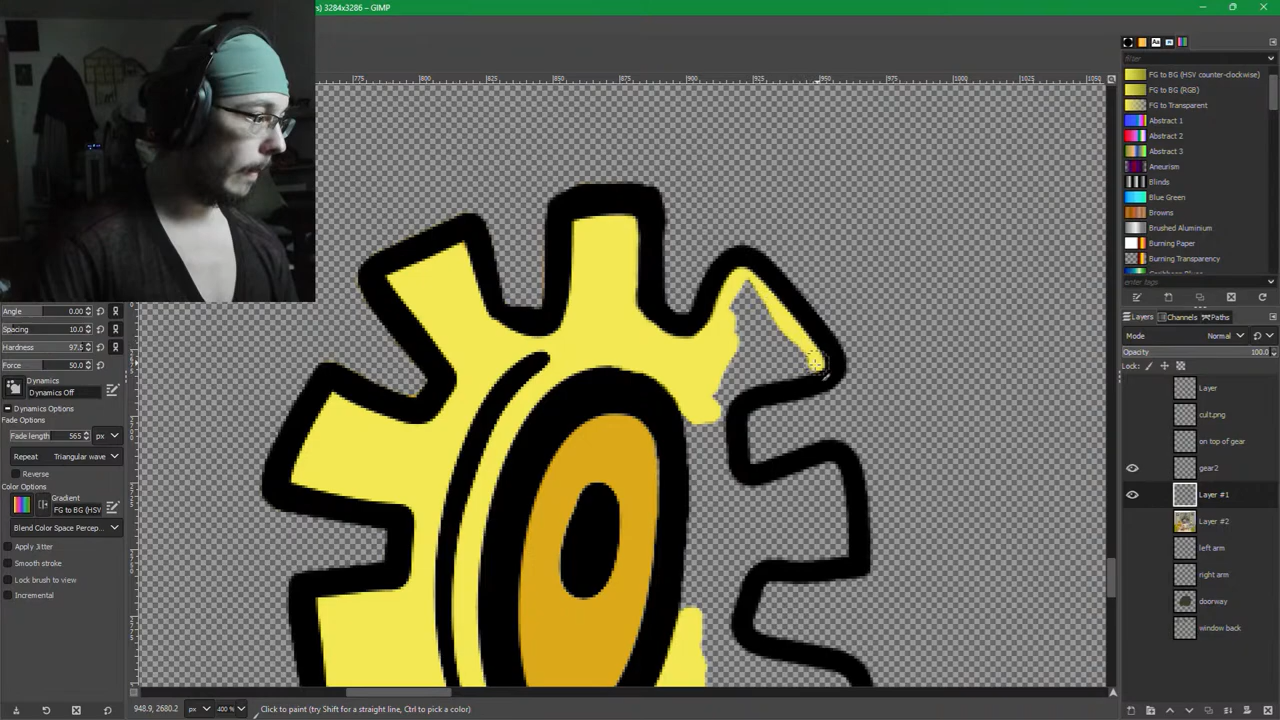 s) 3284x3286 – GIMP
775 800 825 850 875 900 925 950 975 1000 1025 1050
filter
FG to BG (HSV counter-clockwise)
FG to BG (RGB)
FG to Transparent
Abstract 1
Abstract 2
Abstract 3
Aneurism
Blinds
Blue Green
Browns
Brushed Aluminium
Burning Paper
Burning Transparency
enter tags
Layers Channels Paths
Mode Normal
Opacity 100.0
Lock:
Layer
cult.png
on top of gear
gear2
Layer #1
Layer #2
left arm
right arm
doorway
window back
Angle 0.00
Spacing 10.0
Hardness 97.5
Force 50.0
Dynamics
Dynamics Off
Dynamics Options
Fade Options
Fade length 565 px
Repeat Triangular wave
Reverse
Color Options
Gradient
FG to BG (HSV
Blend Color Space Percep...
Apply Jitter
Smooth stroke
Lock brush to view
Incremental
948.9, 2680.2 px 400 % Click to paint (try Shift for a straight line, Ctrl to pick a color)